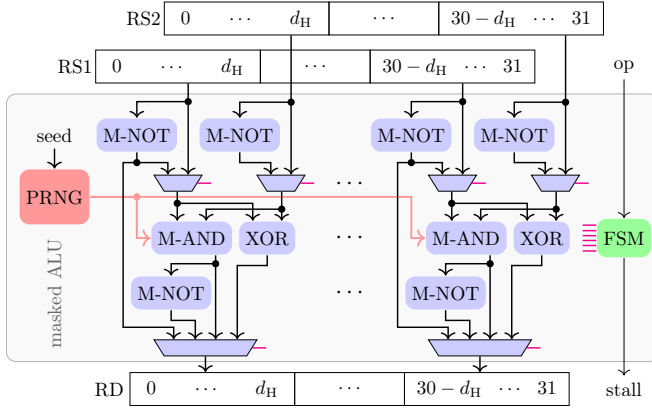 RS2 0 ··· d_H ··· 30 − d_H ··· 31
RS1 0 ··· d_H ··· 30 − d_H ··· 31
op
seed
M-NOT M-NOT M-NOT M-NOT
PRNG
···
M-AND XOR ··· M-AND XOR FSM
masked ALU
M-NOT ··· M-NOT
RD 0 ··· d_H ··· 30 − d_H ··· 31
stall